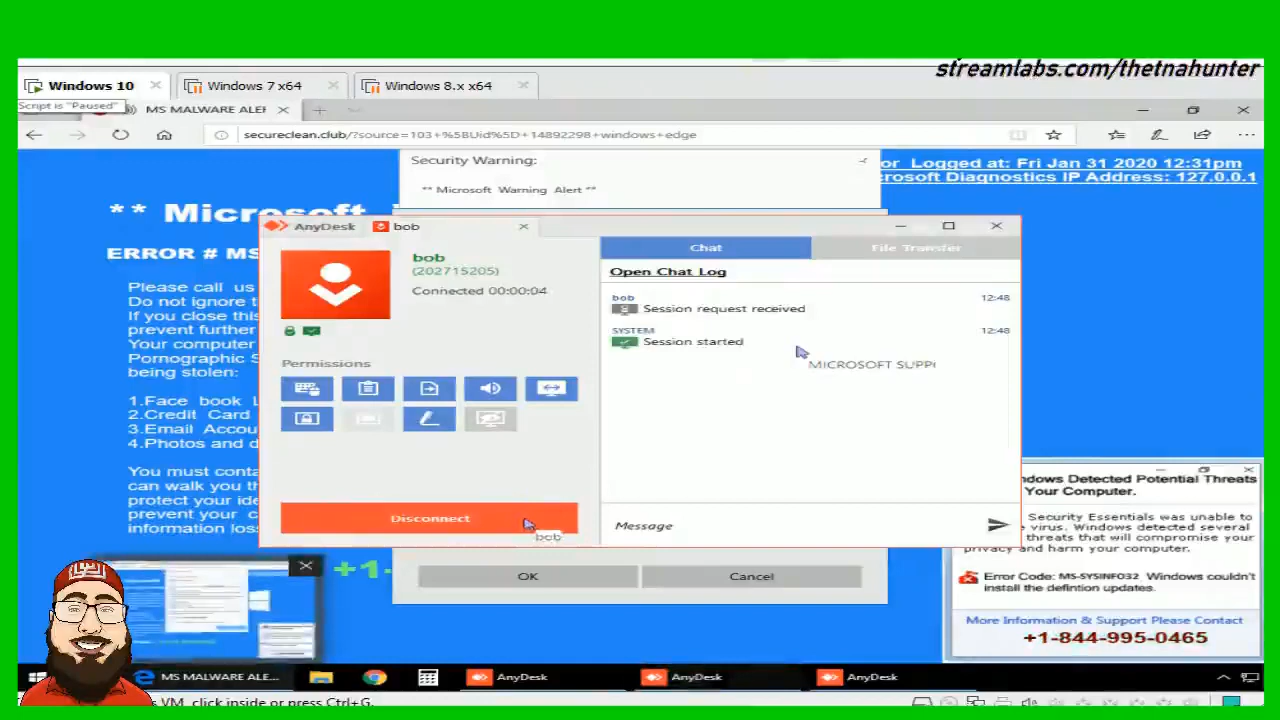 streamlabs.com/thetnahunter
Windows 10
Windows 7 x64
Windows 8.x x64
Script is "Paused"
MS MALWARE ALEF
secureclean.club/?source=103+%5BUid%5D+14892298+windows+edge
Security Warning:
** Microsoft Warning Alert **
or Logged at: Fri Jan 31 2020 12:31pm
crosoft Diagnostics IP Address: 127.0.0.1
** Microsoft
ERROR # MS
Please call us
Do not ignore t
If you close this
prevent further
Your computer
Pornographic S
being stolen:
1.Face book L
2.Credit Card
3.Email Accou
4.Photos and d
You must conta
can walk you th
protect your ide
prevent your c
information loss
+1-
AnyDesk
bob
bob
(202715205)
Connected 00:00:04
Permissions
Disconnect
bob
Chat
File Transfer
Open Chat Log
bob
12:48
Session request received
SYSTEM
12:48
Session started
MICROSOFT SUPP
Message
OK
Cancel
ndows Detected Potential Threats
Your Computer.
Security Essentials was unable to
virus. Windows detected several
threats that will compromise your
privacy and harm your computer.
Error Code: MS-SYSINFO32 Windows couldn't
install the defintion updates.
More Information & Support Please Contact
+1-844-995-0465
MS MALWARE ALE...
AnyDesk
AnyDesk
AnyDesk
VM, click inside or press Ctrl+G.